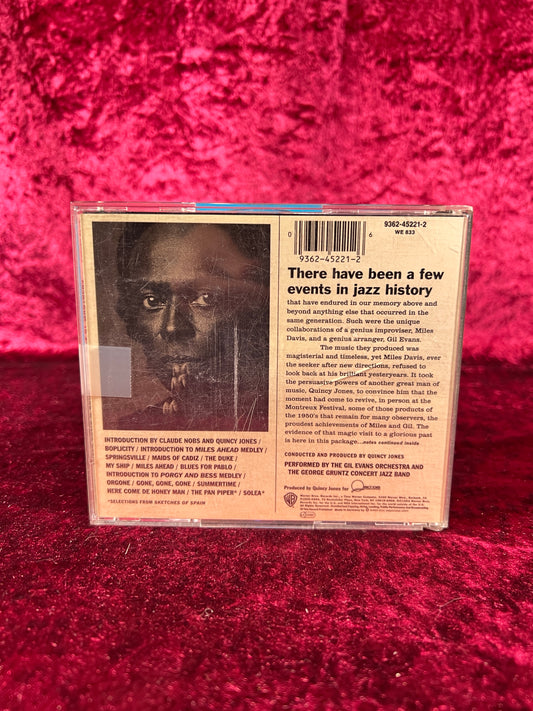 9362-45221-2
WE 833
0
6
9362-45221-2
There have been a few
events in jazz history
that have endured in our memory above and
beyond anything else that occurred in the
same generation. Such were the unique
collaborations of a genius improviser, Miles
Davis, and a genius arranger, Gil Evans.
The music they produced was
magisterial and timeless, yet Miles Davis, ever
the seeker after new directions, refused to
look back at his brilliant yesteryears. It took
the persuasive powers of another great man of
music, Quincy Jones, to convince him that the
moment had come to revive, in person at the
Montreux Festival, some of those products of
the 1950's that remain for many observers, the
proudest achievements of Miles and Gil. The
evidence of that magic visit to a glorious past
is here in this package...notes continued inside
CONDUCTED AND PRODUCED BY QUINCY JONES
PERFORMED BY THE GIL EVANS ORCHESTRA AND
THE GEORGE GRUNTZ CONCERT JAZZ BAND
Produced by Quincy Jones for
INTRODUCTION BY CLAUDE NOBS AND QUINCY JONES /
BOPLICITY / INTRODUCTION TO MILES AHEAD MEDLEY /
SPRINGSVILLE / MAIDS OF CADIZ / THE DUKE /
MY SHIP / MILES AHEAD / BLUES FOR PABLO /
INTRODUCTION TO PORGY AND BESS MEDLEY /
ORGONE / GONE, GONE, GONE / SUMMERTIME /
HERE COME DE HONEY MAN / THE PAN PIPER* / SOLEA*
*SELECTIONS FROM SKETCHES OF SPAIN